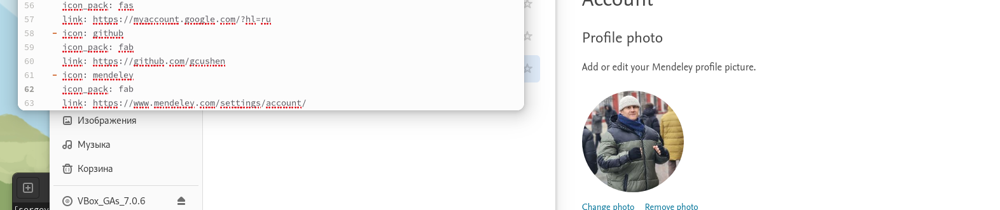 56 icon_pack: fas
57 link: https://myaccount.google.com/?hl=ru
58 - icon: github
59 icon_pack: fab
60 link: https://github.com/gcushen
61 - icon: mendeley
62 icon_pack: fab
63 link: https://www.mendeley.com/settings/account/
Изображения
Музыка
Корзина
VBox_GAs_7.0.6
[sergey
Account
Profile photo
Add or edit your Mendeley profile picture.
Change photo Remove photo